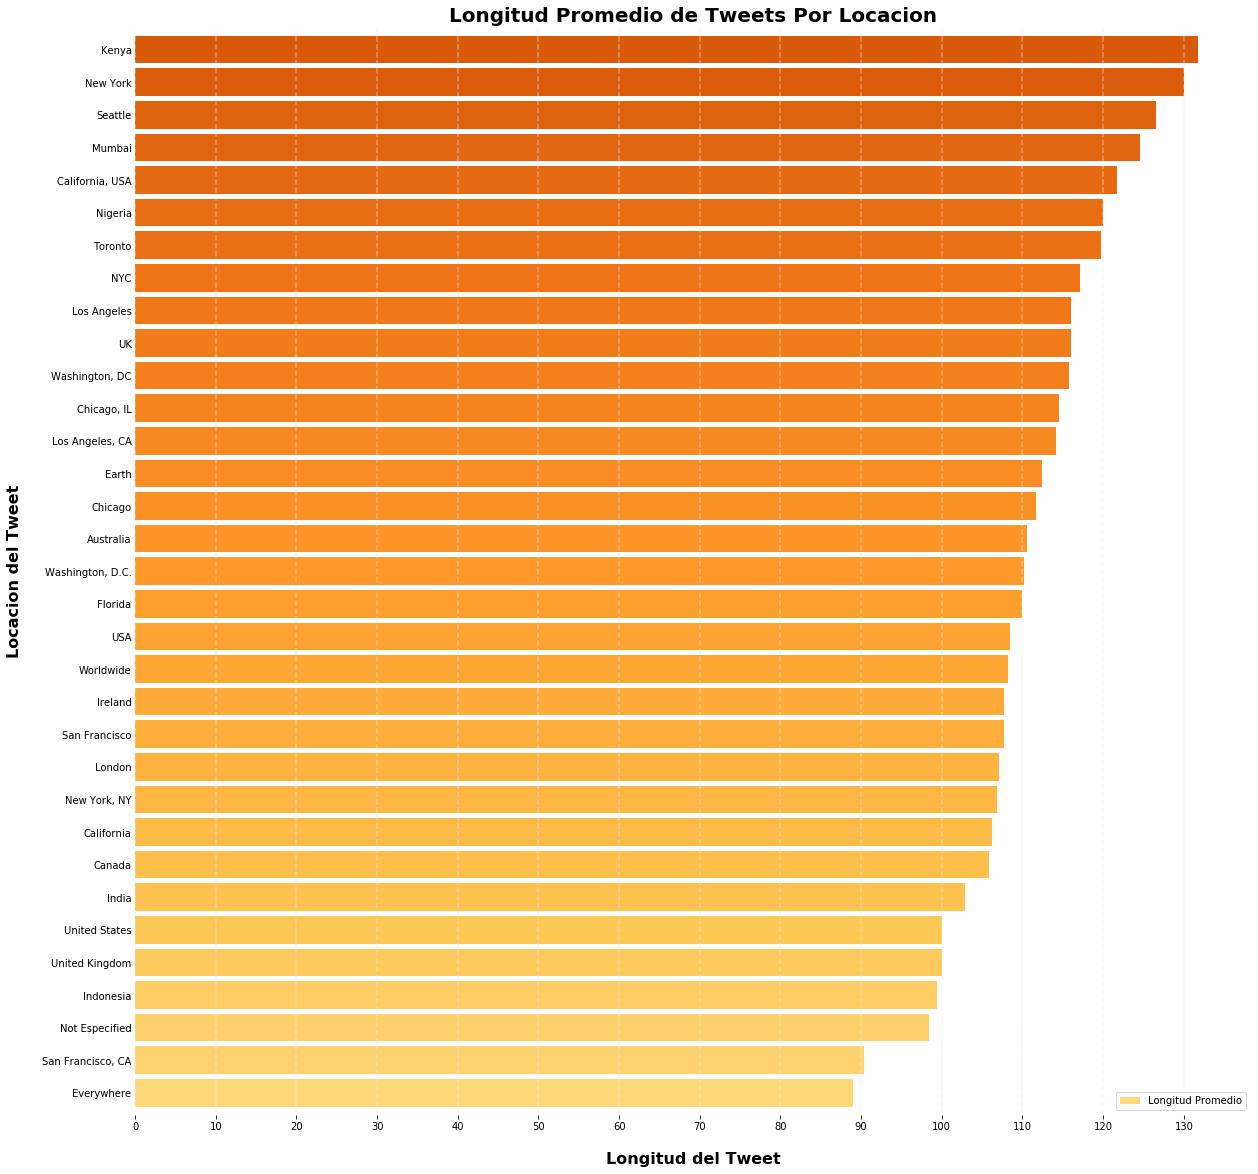 Longitud Promedio de Tweets Por Locacion
Locacion del Tweet
Kenya
New York
Seattle
Mumbai
California, USA
Nigeria
Toronto
NYC
Los Angeles
UK
Washington, DC
Chicago, IL
Los Angeles, CA
Earth
Chicago
Australia
Washington, D.C.
Florida
USA
Worldwide
Ireland
San Francisco
London
New York, NY
California
Canada
India
United States
United Kingdom
Indonesia
Not Especified
San Francisco, CA
Everywhere
Longitud Promedio
0 10 20 30 40 50 60 70 80 90 100 110 120 130
Longitud del Tweet